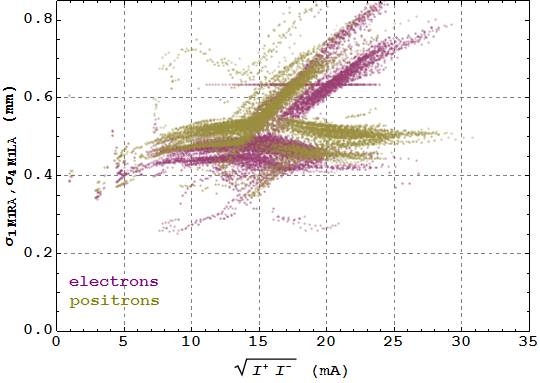 0.8
0.6
0.4
0.2
0.0
σ1 M1RA, σ4 M1LA (mm)
electrons
positrons
0 5 10 15 20 25 30 35
√I⁺ I⁻ (mA)